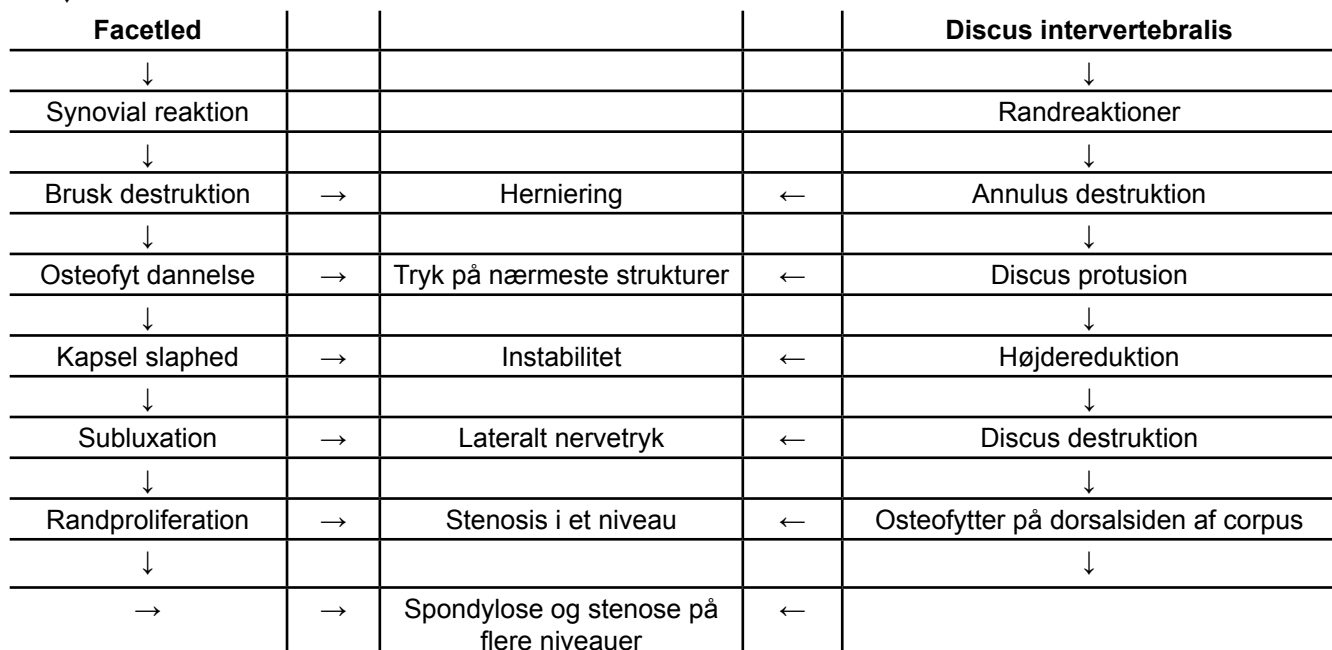 Facetled Discus intervertebralis
↓ ↓
Synovial reaktion Randreaktioner
↓ ↓
Brusk destruktion → Herniering ← Annulus destruktion
↓ ↓
Osteofyt dannelse → Tryk på nærmeste strukturer ← Discus protusion
↓ ↓
Kapsel slaphed → Instabilitet ← Højdereduktion
↓ ↓
Subluxation → Lateralt nervetryk ← Discus destruktion
↓ ↓
Randproliferation → Stenosis i et niveau ← Osteofytter på dorsalsiden af corpus
↓ ↓
→ → Spondylose og stenose på ←
flere niveauer